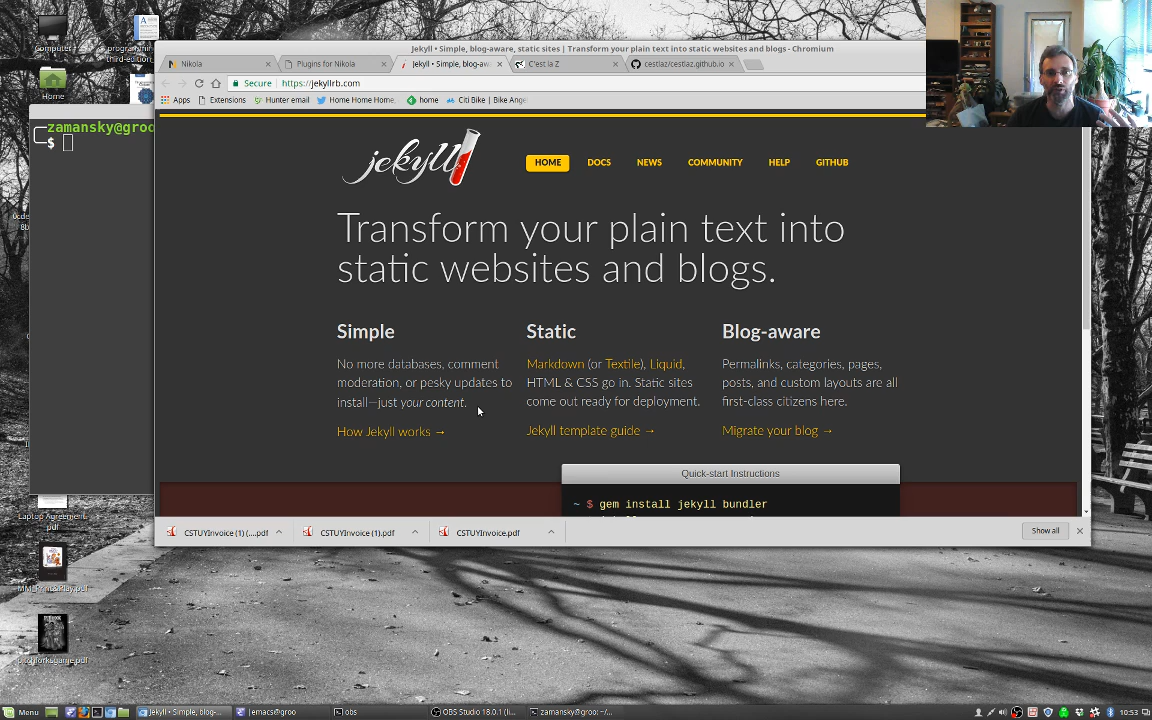 Computer
programmin
third-edition_
Home
zamansky@groo
$
Jekyll • Simple, blog-aware, static sites | Transform your plain text into static websites and blogs - Chromium
Nikola
Plugins for Nikola
Jekyll • Simple, blog-aw
C'est la Z
cestlaz/cestlaz.github.io
Secure
https://jekyllrb.com
Apps
Extensions
Hunter email
Home Home Home,
home
Citi Bike | Bike Ange
jekyll
HOME
DOCS
NEWS
COMMUNITY
HELP
GITHUB
Transform your plain text into
static websites and blogs.
Simple
No more databases, comment
moderation, or pesky updates to
install—just your content.
How Jekyll works →
Static
Markdown (or Textile), Liquid,
HTML & CSS go in. Static sites
come out ready for deployment.
Jekyll template guide →
Blog-aware
Permalinks, categories, pages,
posts, and custom layouts are all
first-class citizens here.
Migrate your blog →
Quick-start Instructions
~ $ gem install jekyll bundler
CSTUYInvoice (1) (....pdf
CSTUYInvoice (1).pdf
CSTUYInvoice.pdf
Show all
Laptop Agreement.
pdf
MM_Print&Play.pdf
Menu
Jekyll • Simple, blog-...
emacs@groo
obs
OBS Studio 18.0.1 (li...
zamansky@groo: ~/...
10:53